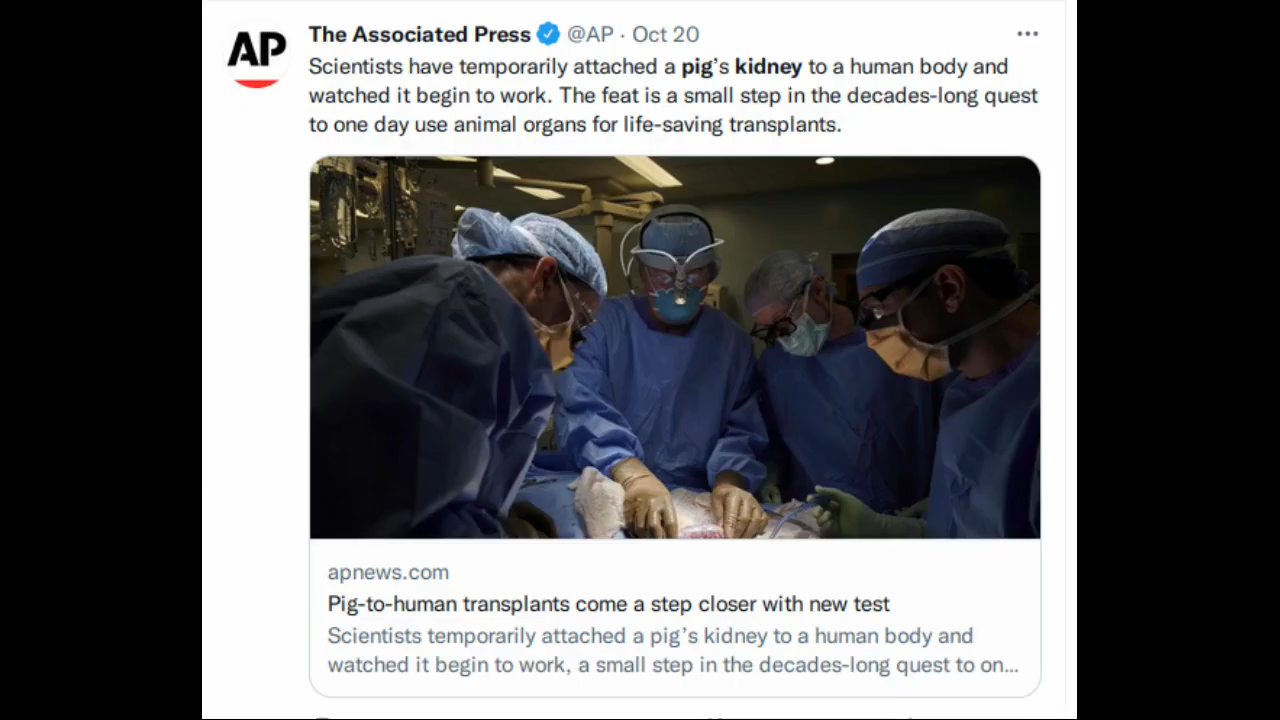 AP
The Associated Press @AP · Oct 20
Scientists have temporarily attached a pig's kidney to a human body and
watched it begin to work. The feat is a small step in the decades-long quest
to one day use animal organs for life-saving transplants.
apnews.com
Pig-to-human transplants come a step closer with new test
Scientists temporarily attached a pig's kidney to a human body and
watched it begin to work, a small step in the decades-long quest to on...